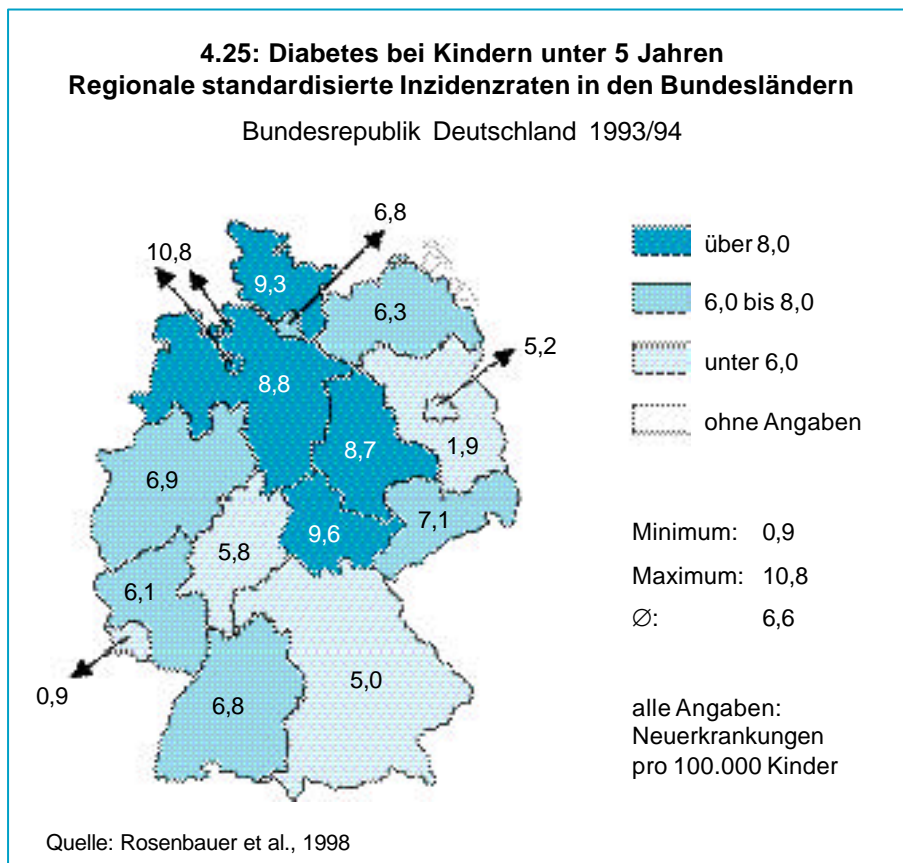 4.25: Diabetes bei Kindern unter 5 Jahren
Regionale standardisierte Inzidenzraten in den Bundesländern
Bundesrepublik Deutschland 1993/94
6,8
10,8
9,3
6,3
5,2
8,8
8,7
1,9
6,9
7,1
9,6
5,8
6,1
0,9
6,8
5,0
über 8,0
6,0 bis 8,0
unter 6,0
ohne Angaben
Minimum: 0,9
Maximum: 10,8
∅: 6,6
alle Angaben:
Neuerkrankungen
pro 100.000 Kinder
Quelle: Rosenbauer et al., 1998